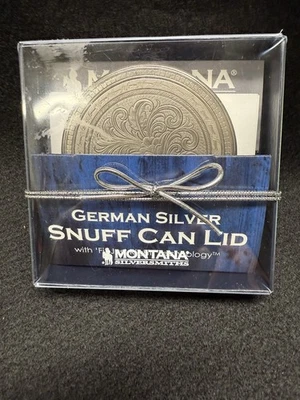 MONTANA®
GERMAN SILVER
SNUFF CAN LID
with
MONTANA®
SILVERSMITHS